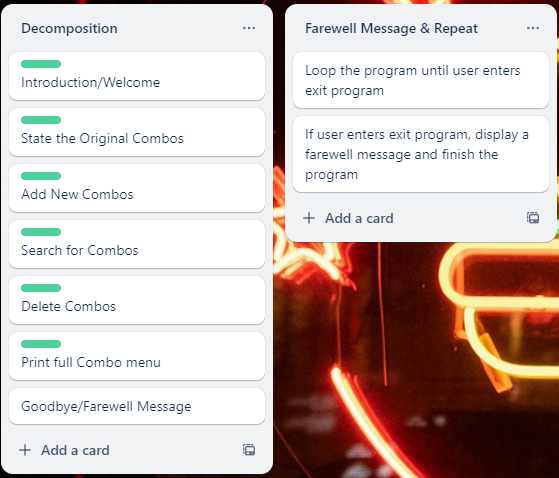 Decomposition
Introduction/Welcome
State the Original Combos
Add New Combos
Search for Combos
Delete Combos
Print full Combo menu
Goodbye/Farewell Message
Add a card
Farewell Message & Repeat
Loop the program until user enters
exit program
If user enters exit program, display a
farewell message and finish the
program
Add a card